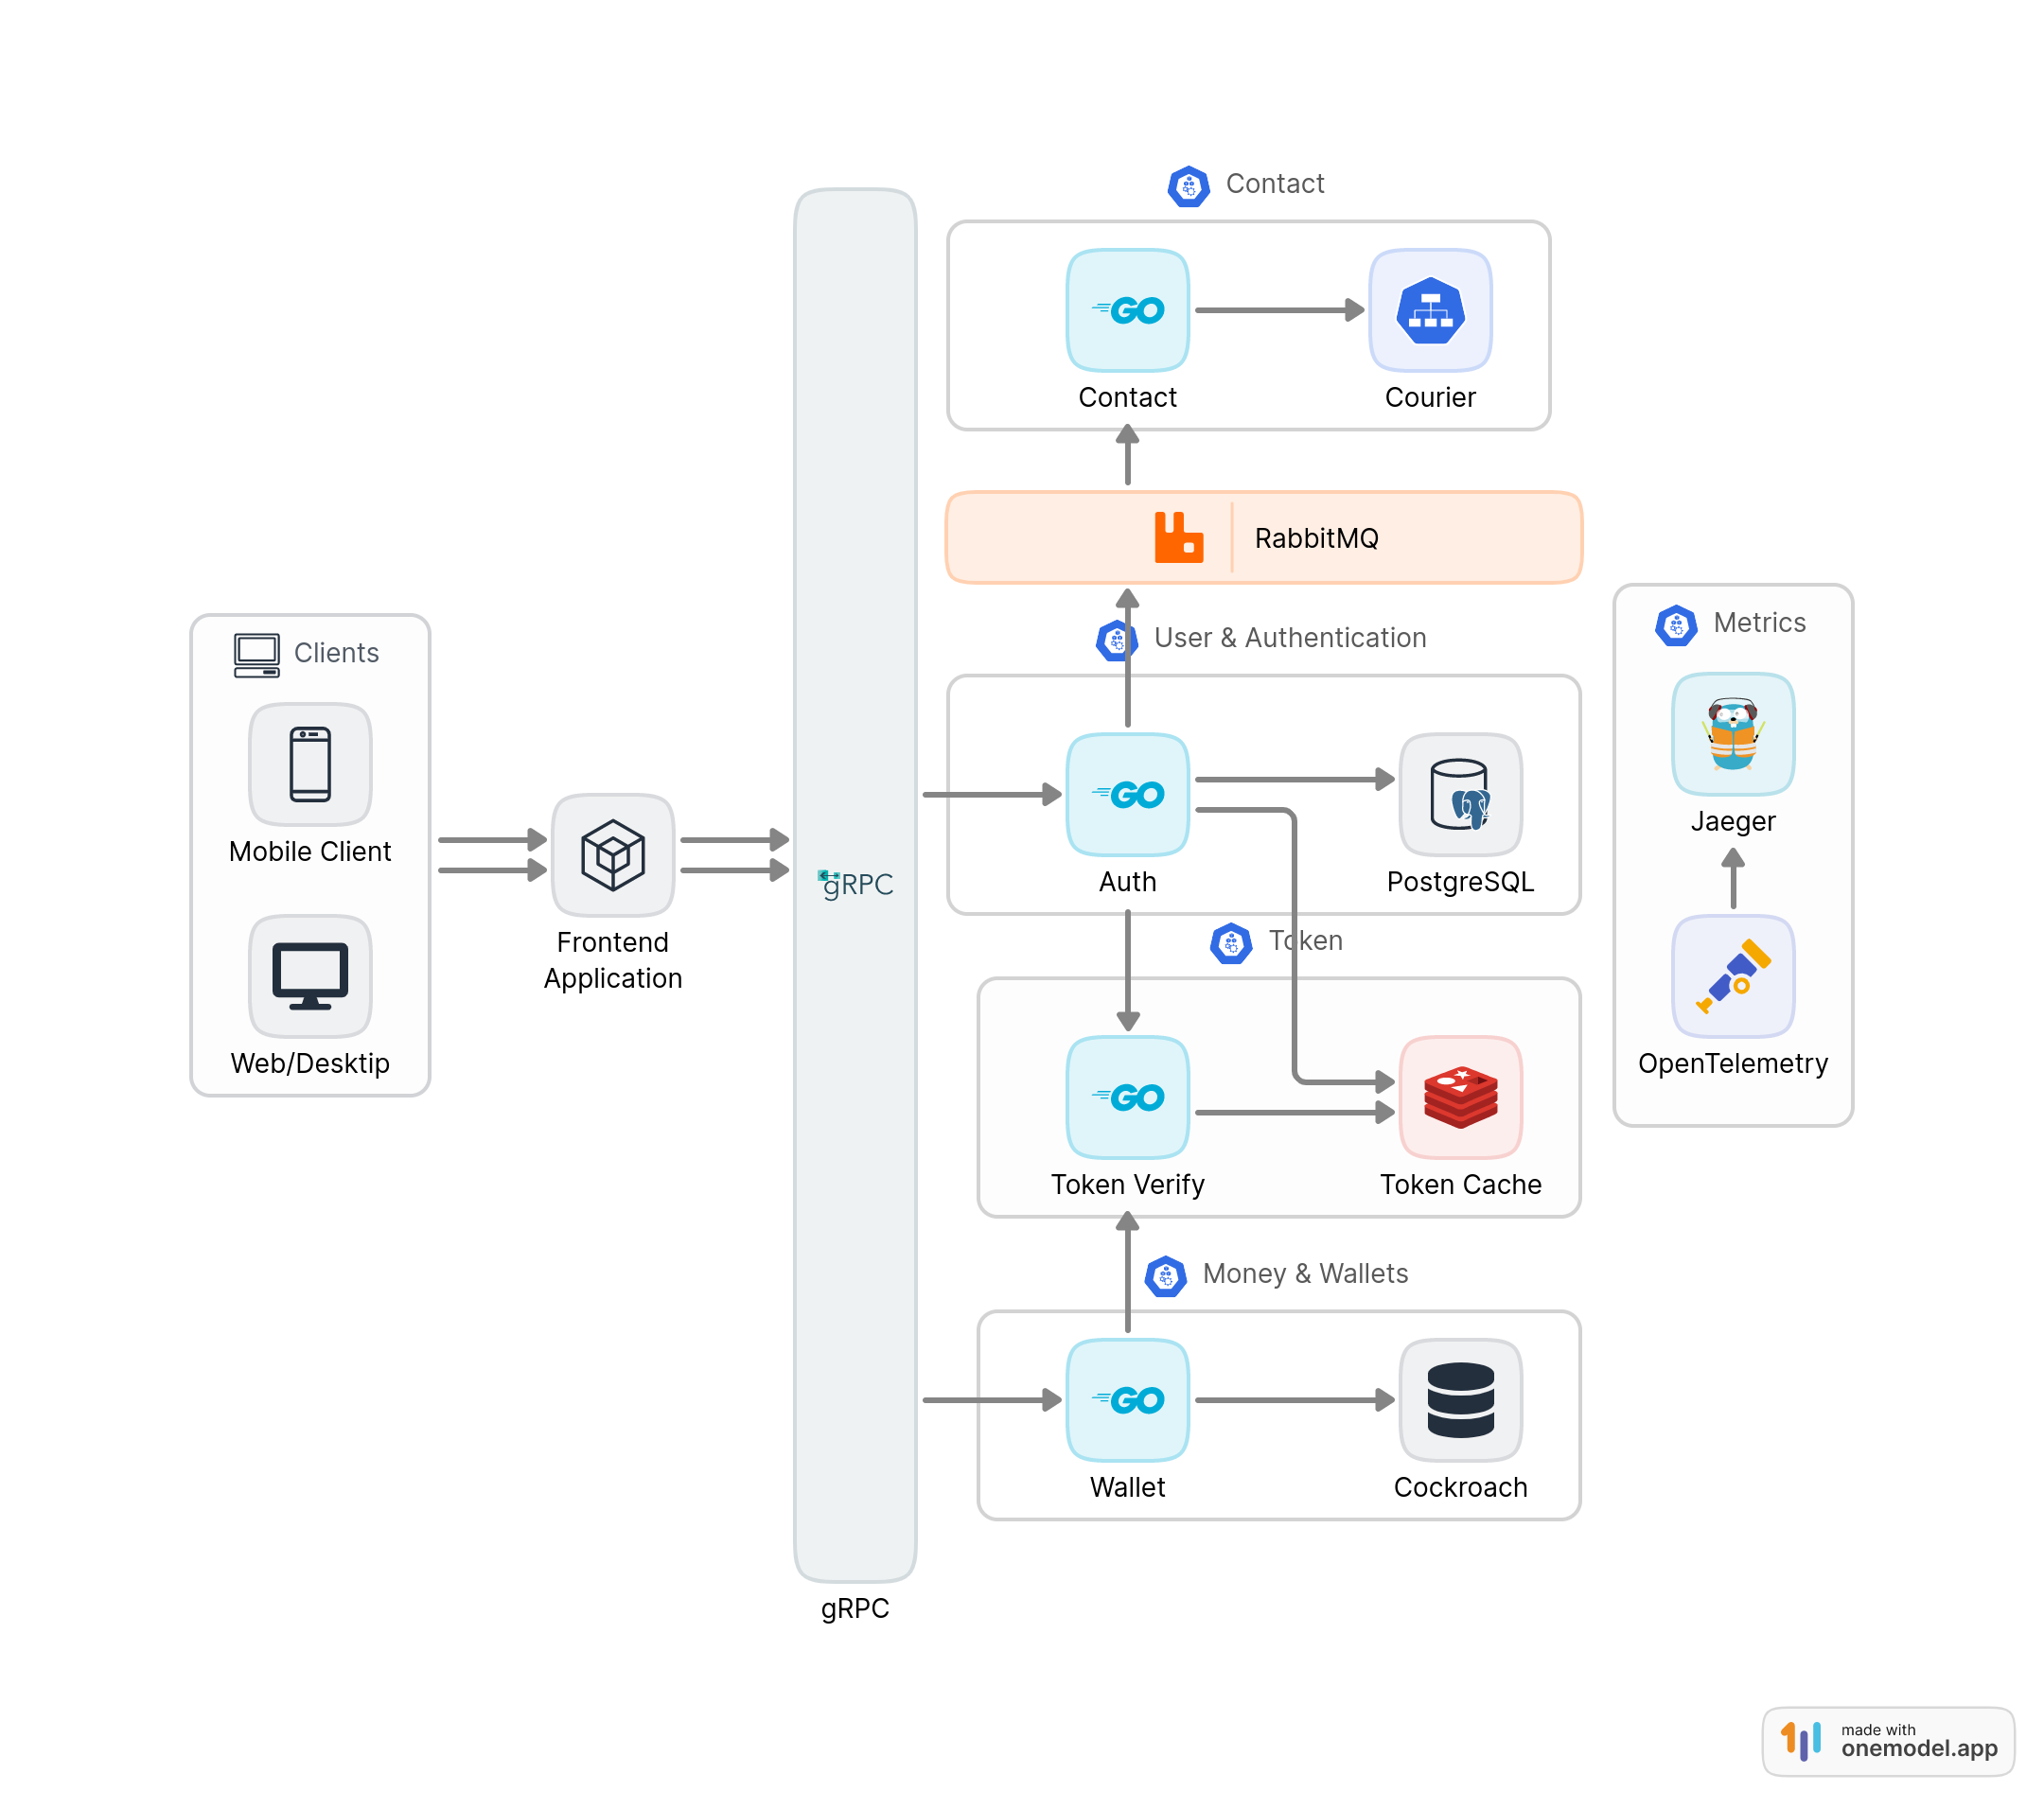 Contact
GO
Contact
Courier
RabbitMQ
User & Authentication
Clients
Mobile Client
Web/Desktip
Frontend
Application
gRPC
gRPC
GO
Auth
PostgreSQL
Token
GO
Token Verify
Token Cache
Money & Wallets
GO
Wallet
Cockroach
Metrics
Jaeger
OpenTelemetry
made with
onemodel.app